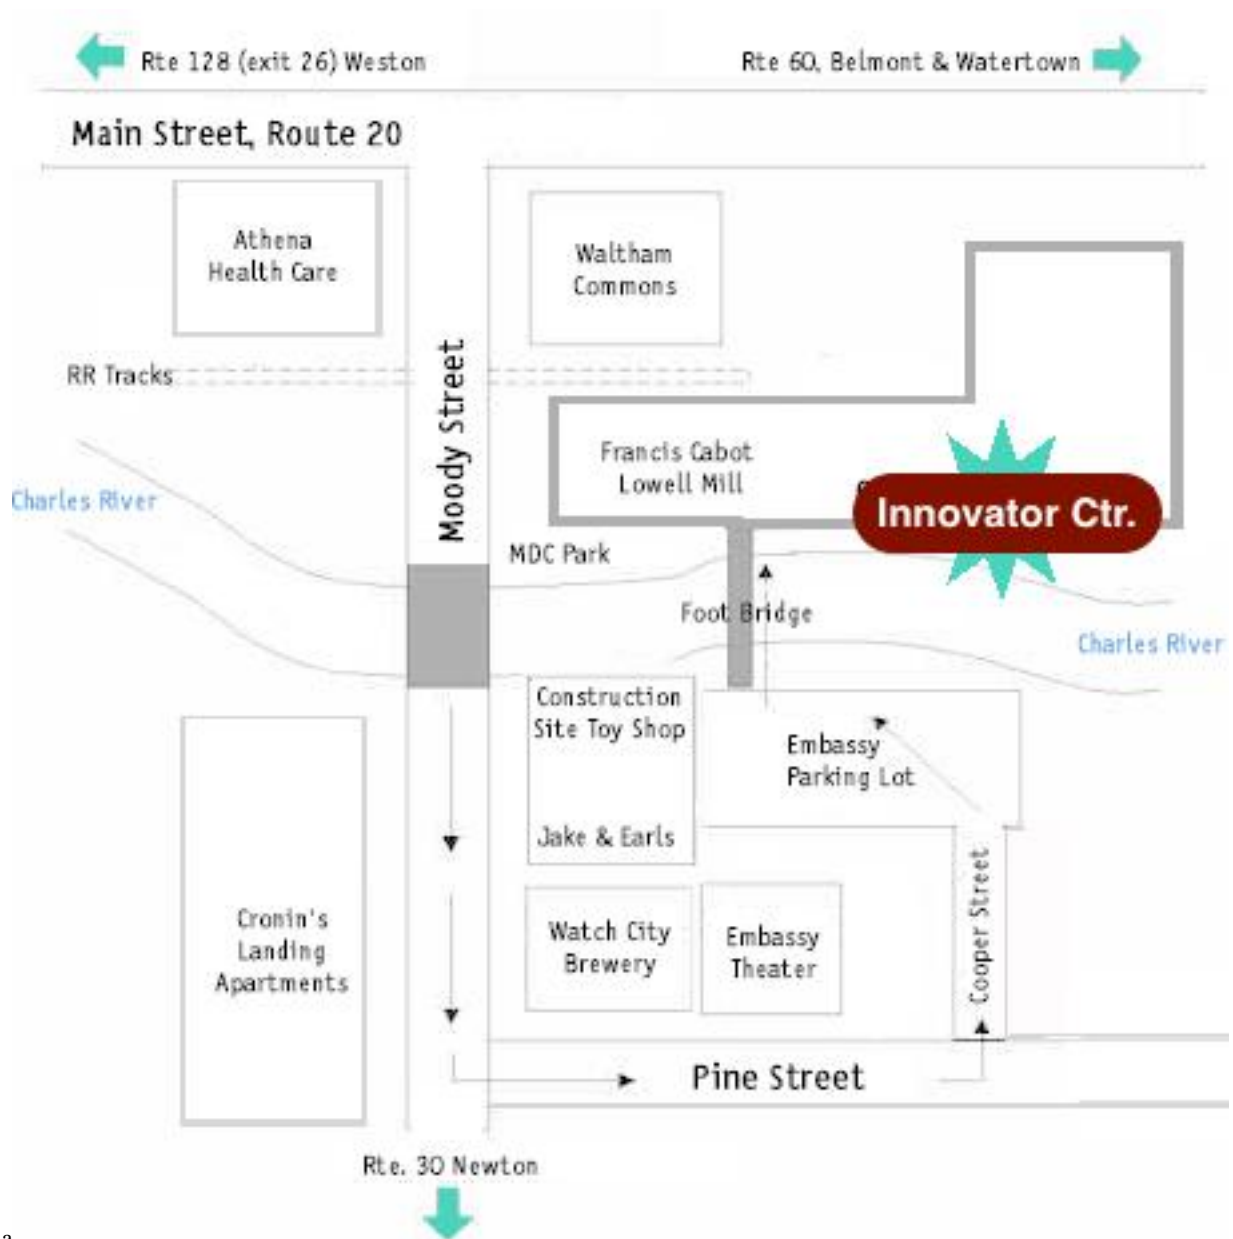 Rte 128 (exit 26) Weston
Rte 60, Belmont & Watertown
Main Street, Route 20
Athena
Health Care
Waltham
Commons
RR Tracks
Moody Street
Francis Cabot
Lowell Mill
Charles River
Innovator Ctr.
MDC Park
Foot Bridge
Charles River
Construction
Site Toy Shop
Embassy
Parking Lot
Jake & Earls
Cooper Street
Cronin's
Landing
Apartments
Watch City
Brewery
Embassy
Theater
Pine Street
Rte. 30 Newton